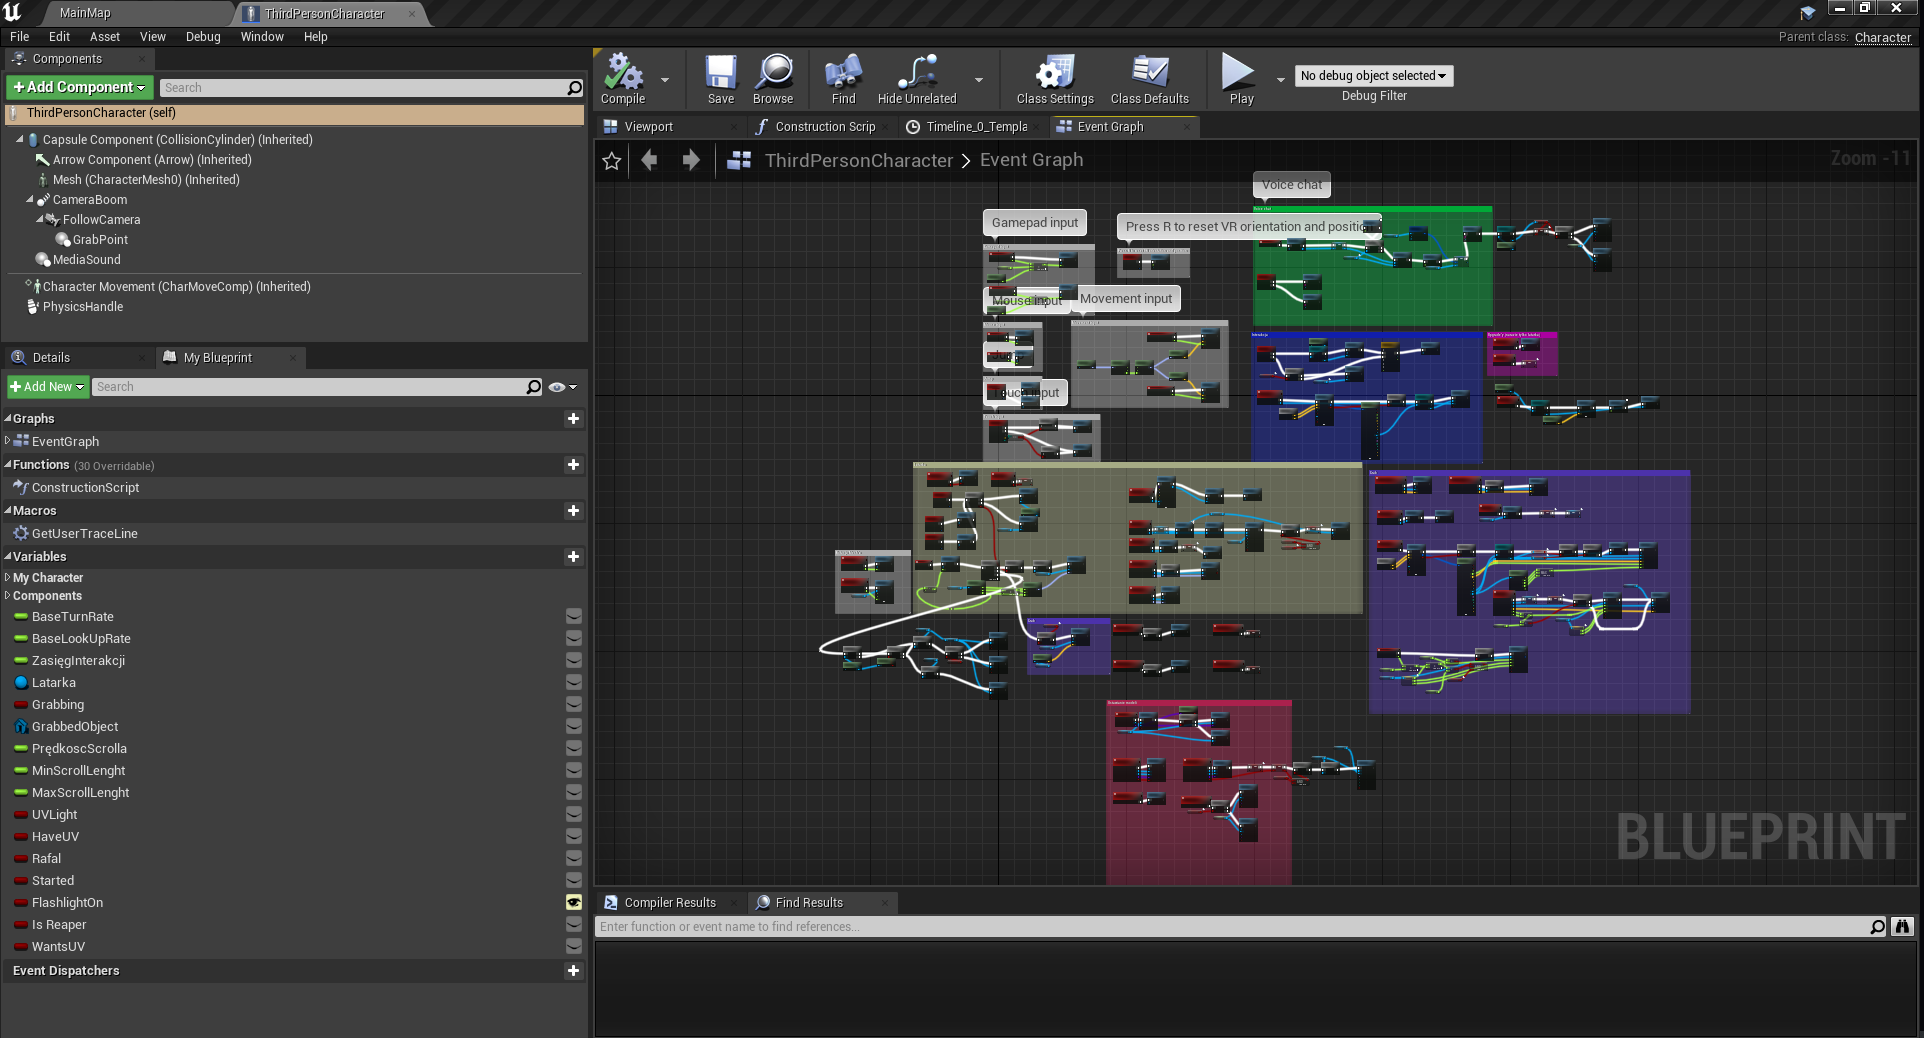 MainMap
ThirdPersonCharacter
File Edit Asset View Debug Window Help
Parent class: Character
Components
+Add Component
Search
ThirdPersonCharacter (self)
Capsule Component (CollisionCylinder) (Inherited)
Arrow Component (Arrow) (Inherited)
Mesh (CharacterMesh0) (Inherited)
CameraBoom
FollowCamera
GrabPoint
MediaSound
Character Movement (CharMoveComp) (Inherited)
PhysicsHandle
Details
My Blueprint
+Add New
Search
Graphs
EventGraph
Functions (30 Overridable)
ConstructionScript
Macros
GetUserTraceLine
Variables
My Character
Components
BaseTurnRate
BaseLookUpRate
ZasięgInterakcji
Latarka
Grabbing
GrabbedObject
PrędkoscScrolla
MinScrollLenght
MaxScrollLenght
UVLight
HaveUV
Rafal
Started
FlashlightOn
Is Reaper
WantsUV
Event Dispatchers
Compile
Save
Browse
Find
Hide Unrelated
Class Settings
Class Defaults
Play
No debug object selected
Debug Filter
Viewport
Construction Scrip
Timeline_0_Templa
Event Graph
ThirdPersonCharacter > Event Graph
Zoom -11
Voice chat
Gamepad input
Press R to reset VR orientation and positio
Mouse input
Movement input
Touch input
BLUEPRINT
Compiler Results
Find Results
Enter function or event name to find references...